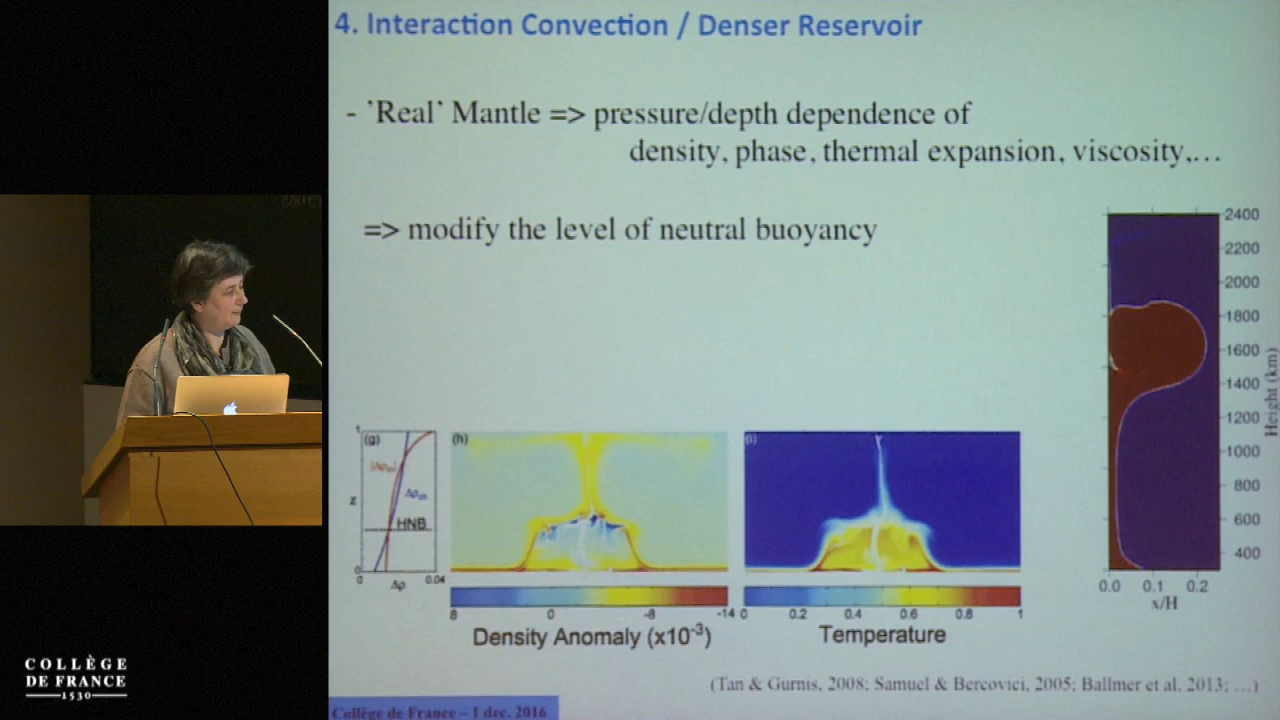 4. Interaction Convection / Denser Reservoir
- 'Real' Mantle => pressure/depth dependence of
density, phase, thermal expansion, viscosity,...
=> modify the level of neutral buoyancy
2400
2200
2000
1800
1600
1400
1200
1000
800
600
400
Height (km)
0.0 0.1 0.2
x/H
(g)
1
z
HNB
0
0 0.04
Δρ
(h)
8 0 -8 -14
Density Anomaly (x10-3)
(i)
0 0.2 0.4 0.6 0.8 1
Temperature
(Tan & Gurnis, 2008; Samuel & Bercovici, 2005; Ballmer et al. 2013; ...)
Collège de France – 1 dec. 2016
COLLÈGE
DE FRANCE
1530